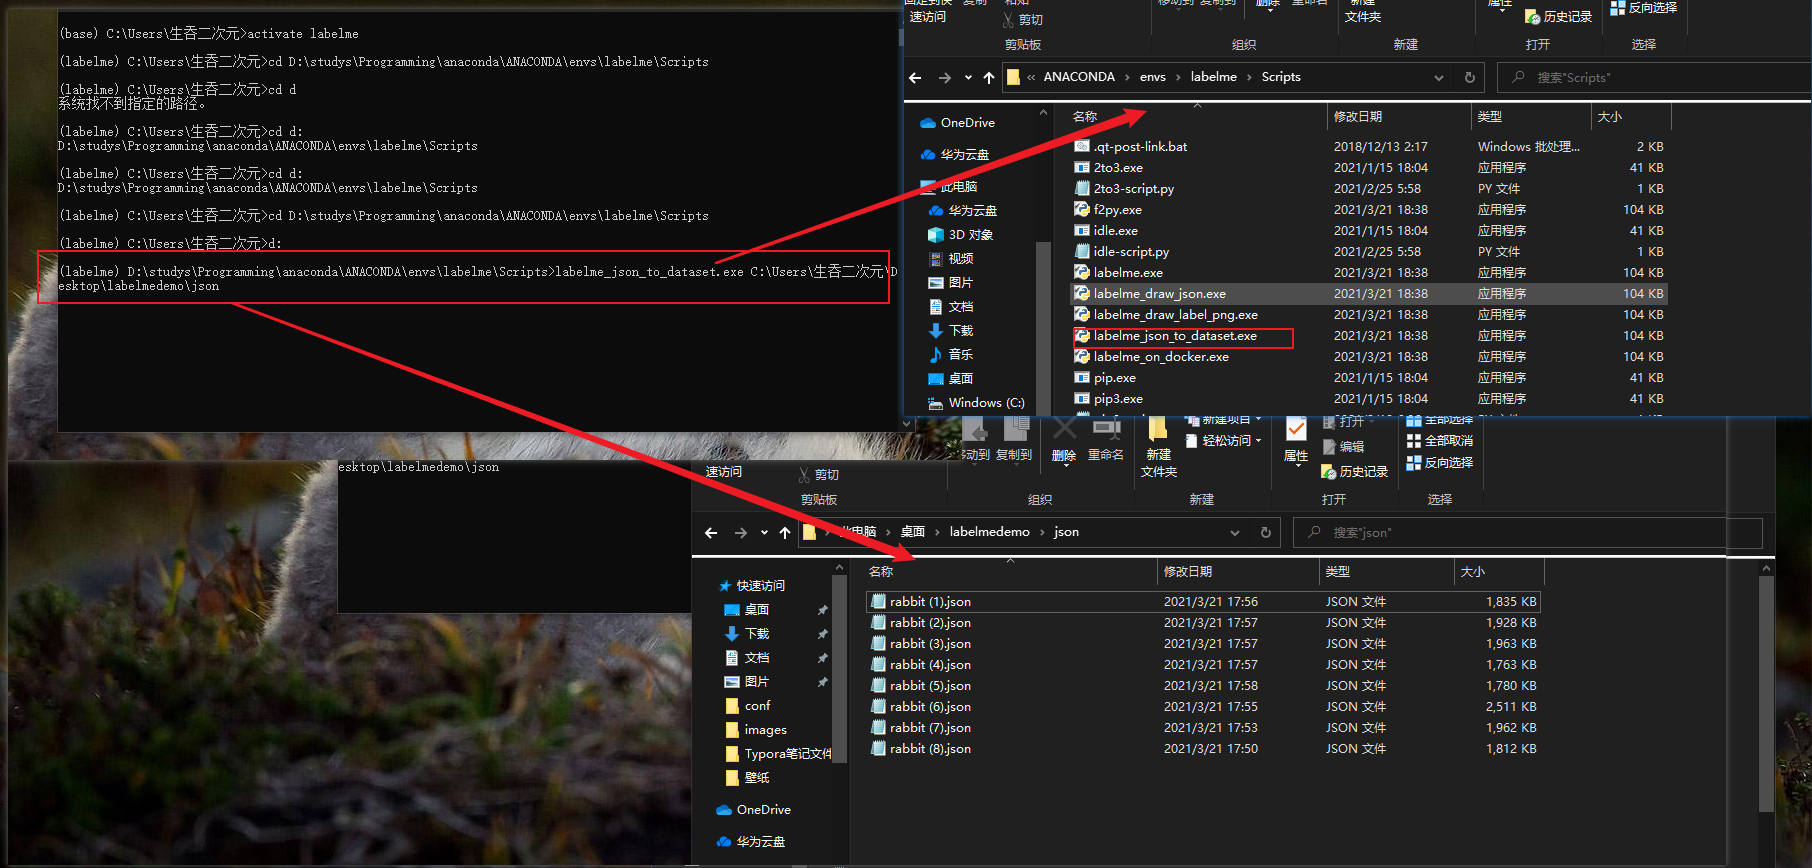 (base) C:\Users\生吞二次元>activate labelme
(labelme) C:\Users\生吞二次元>cd D:\studys\Programming\anaconda\ANACONDA\envs\labelme\Scripts
(labelme) C:\Users\生吞二次元>cd d
系统找不到指定的路径。
(labelme) C:\Users\生吞二次元>cd d:
D:\studys\Programming\anaconda\ANACONDA\envs\labelme\Scripts
(labelme) C:\Users\生吞二次元>cd d:
D:\studys\Programming\anaconda\ANACONDA\envs\labelme\Scripts
(labelme) C:\Users\生吞二次元>cd D:\studys\Programming\anaconda\ANACONDA\envs\labelme\Scripts
(labelme) C:\Users\生吞二次元>d:
(labelme) D:\studys\Programming\anaconda\ANACONDA\envs\labelme\Scripts>labelme_json_to_dataset.exe C:\Users\生吞二次元\D
esktop\labelmedemo\json
esktop\labelmedemo\json
速访问
剪切
移动到 复制到
删除
重命名
新建
文件夹
属性
历史记录
反向选择
剪贴板
组织
新建
打开
选择
« ANACONDA › envs › labelme › Scripts
搜索"Scripts"
名称 修改日期 类型 大小
OneDrive
华为云盘
此电脑
华为云盘
3D 对象
视频
图片
文档
下载
音乐
桌面
Windows (C:)
.qt-post-link.bat 2018/12/13 2:17 Windows 批处理... 2 KB
2to3.exe 2021/1/15 18:04 应用程序 41 KB
2to3-script.py 2021/2/25 5:58 PY 文件 1 KB
f2py.exe 2021/3/21 18:38 应用程序 104 KB
idle.exe 2021/1/15 18:04 应用程序 41 KB
idle-script.py 2021/2/25 5:58 PY 文件 1 KB
labelme.exe 2021/3/21 18:38 应用程序 104 KB
labelme_draw_json.exe 2021/3/21 18:38 应用程序 104 KB
labelme_draw_label_png.exe 2021/3/21 18:38 应用程序 104 KB
labelme_json_to_dataset.exe 2021/3/21 18:38 应用程序 104 KB
labelme_on_docker.exe 2021/3/21 18:38 应用程序 104 KB
pip.exe 2021/1/15 18:04 应用程序 41 KB
pip3.exe 2021/1/15 18:04 应用程序 41 KB
速访问
剪切
复制到
删除
重命名
新建
文件夹
新建项目
轻松访问
属性
打开
编辑
历史记录
全部选择
全部取消
反向选择
剪贴板
组织
新建
打开
选择
此电脑 › 桌面 › labelmedemo › json
搜索"json"
名称 修改日期 类型 大小
快速访问
桌面
下载
文档
图片
conf
images
Typora笔记文件
壁纸
OneDrive
华为云盘
rabbit (1).json 2021/3/21 17:56 JSON 文件 1,835 KB
rabbit (2).json 2021/3/21 17:57 JSON 文件 1,928 KB
rabbit (3).json 2021/3/21 17:57 JSON 文件 1,963 KB
rabbit (4).json 2021/3/21 17:57 JSON 文件 1,763 KB
rabbit (5).json 2021/3/21 17:58 JSON 文件 1,780 KB
rabbit (6).json 2021/3/21 17:55 JSON 文件 2,511 KB
rabbit (7).json 2021/3/21 17:53 JSON 文件 1,962 KB
rabbit (8).json 2021/3/21 17:50 JSON 文件 1,812 KB